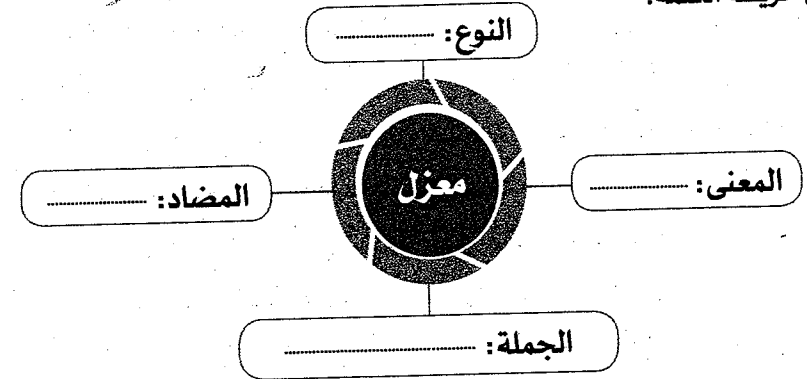 النوع: ....................
المعنى: ....................
معزل
المضاد: ....................
الجملة: ........................................